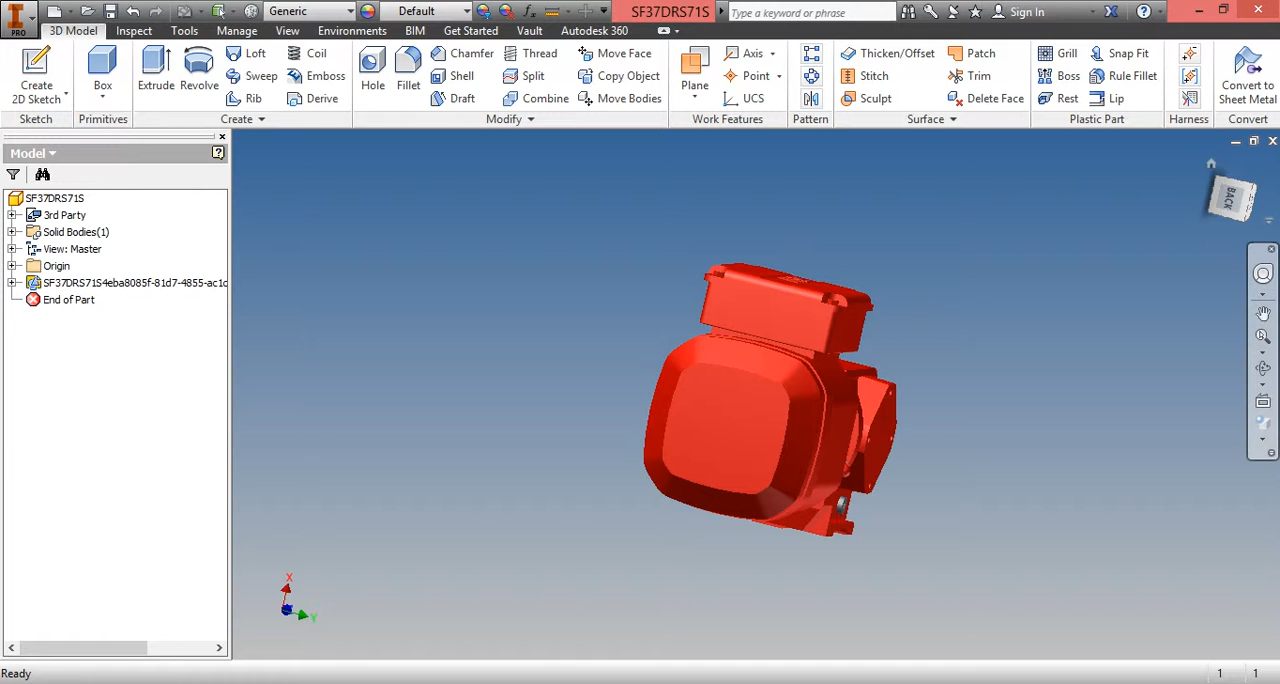 Generic
Default
SF37DRS71S
Type a keyword or phrase
Sign In
PRO
3D Model
Inspect
Tools
Manage
View
Environments
BIM
Get Started
Vault
Autodesk 360
Create
2D Sketch
Box
Extrude
Revolve
Loft
Sweep
Rib
Coil
Emboss
Derive
Hole
Fillet
Chamfer
Shell
Draft
Thread
Split
Combine
Move Face
Copy Object
Move Bodies
Plane
Axis
Point
UCS
Thicken/Offset
Stitch
Sculpt
Patch
Trim
Delete Face
Grill
Boss
Rest
Snap Fit
Rule Fillet
Lip
Convert to
Sheet Metal
Sketch
Primitives
Create
Modify
Work Features
Pattern
Surface
Plastic Part
Harness
Convert
Model
SF37DRS71S
3rd Party
Solid Bodies(1)
View: Master
Origin
SF37DRS71S4eba8085f-81d7-4855-ac1c
End of Part
BACK
X
Y
Ready
1 1